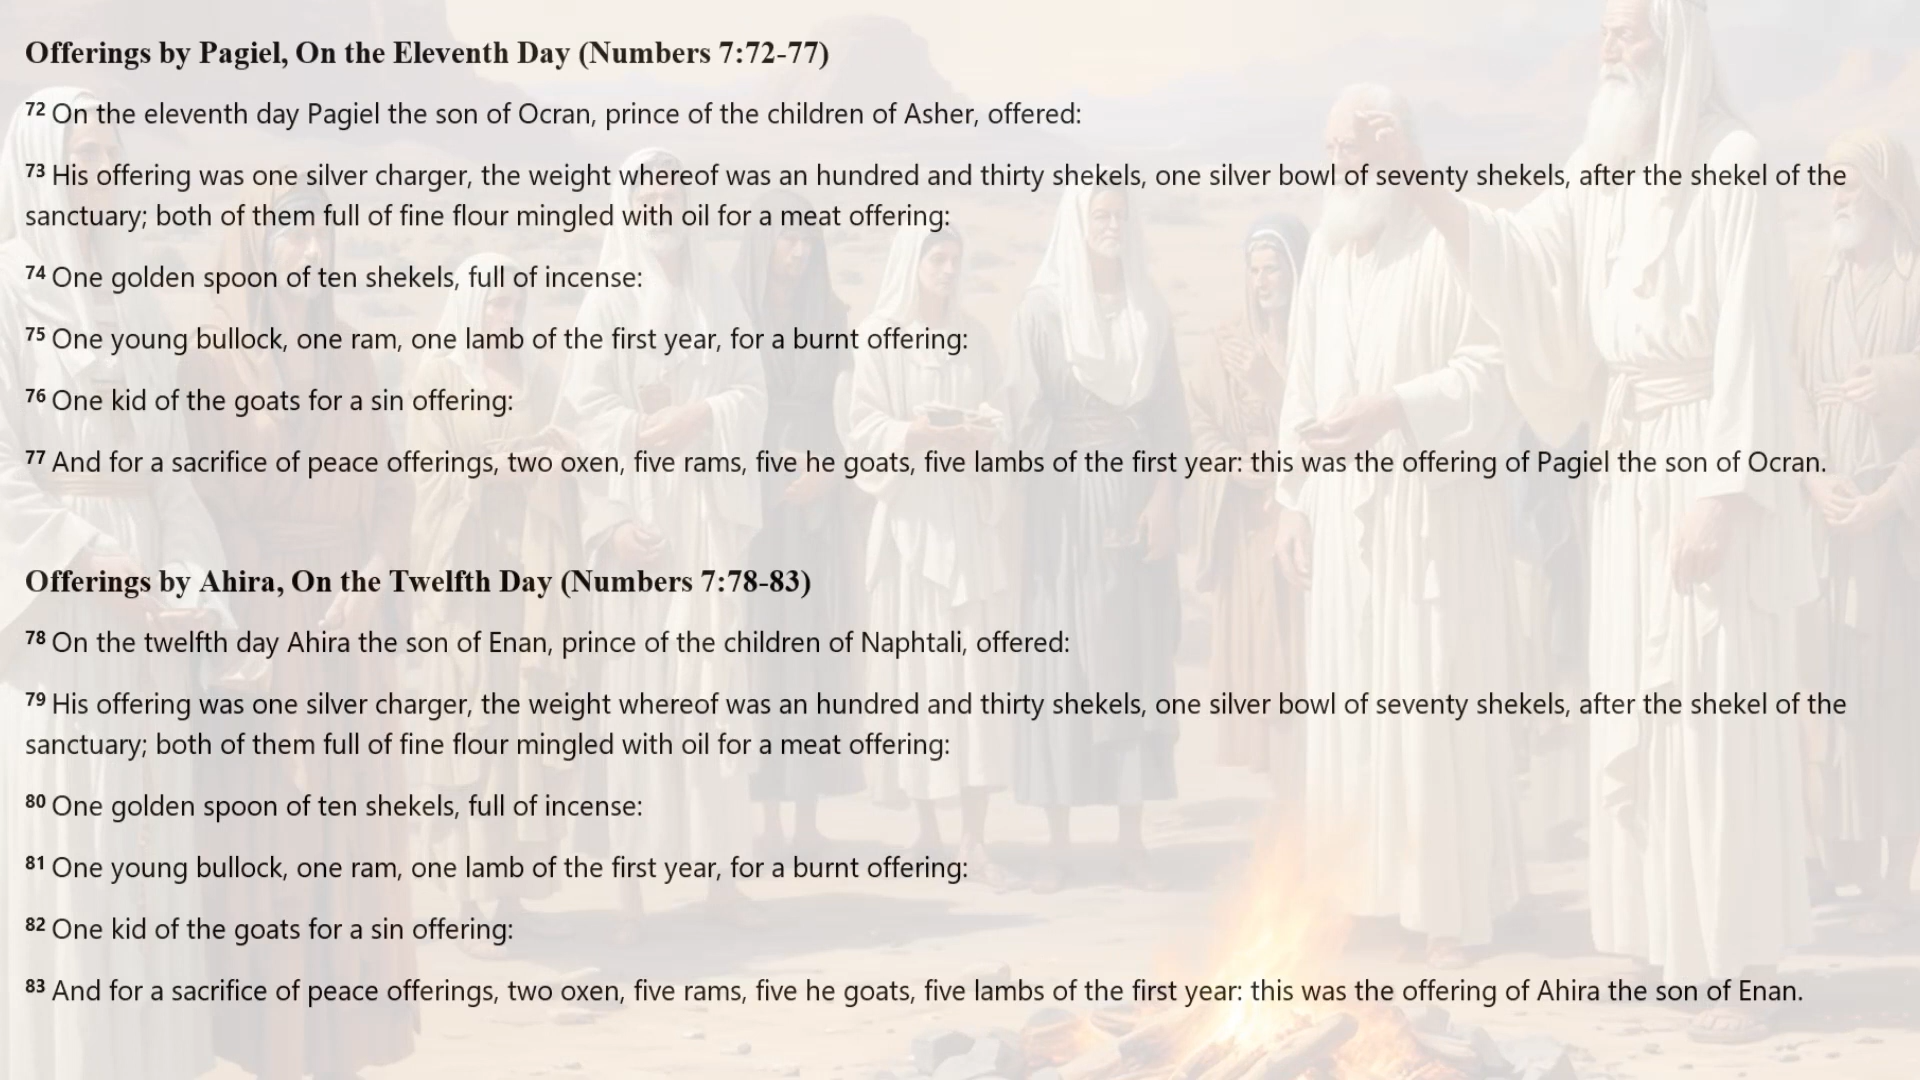 Offerings by Pagiel, On the Eleventh Day (Numbers 7:72-77)
72 On the eleventh day Pagiel the son of Ocran, prince of the children of Asher, offered:
73 His offering was one silver charger, the weight whereof was an hundred and thirty shekels, one silver bowl of seventy shekels, after the shekel of the
sanctuary; both of them full of fine flour mingled with oil for a meat offering:
74 One golden spoon of ten shekels, full of incense:
75 One young bullock, one ram, one lamb of the first year, for a burnt offering:
76 One kid of the goats for a sin offering:
77 And for a sacrifice of peace offerings, two oxen, five rams, five he goats, five lambs of the first year: this was the offering of Pagiel the son of Ocran.
Offerings by Ahira, On the Twelfth Day (Numbers 7:78-83)
78 On the twelfth day Ahira the son of Enan, prince of the children of Naphtali, offered:
79 His offering was one silver charger, the weight whereof was an hundred and thirty shekels, one silver bowl of seventy shekels, after the shekel of the
sanctuary; both of them full of fine flour mingled with oil for a meat offering:
80 One golden spoon of ten shekels, full of incense:
81 One young bullock, one ram, one lamb of the first year, for a burnt offering:
82 One kid of the goats for a sin offering:
83 And for a sacrifice of peace offerings, two oxen, five rams, five he goats, five lambs of the first year: this was the offering of Ahira the son of Enan.